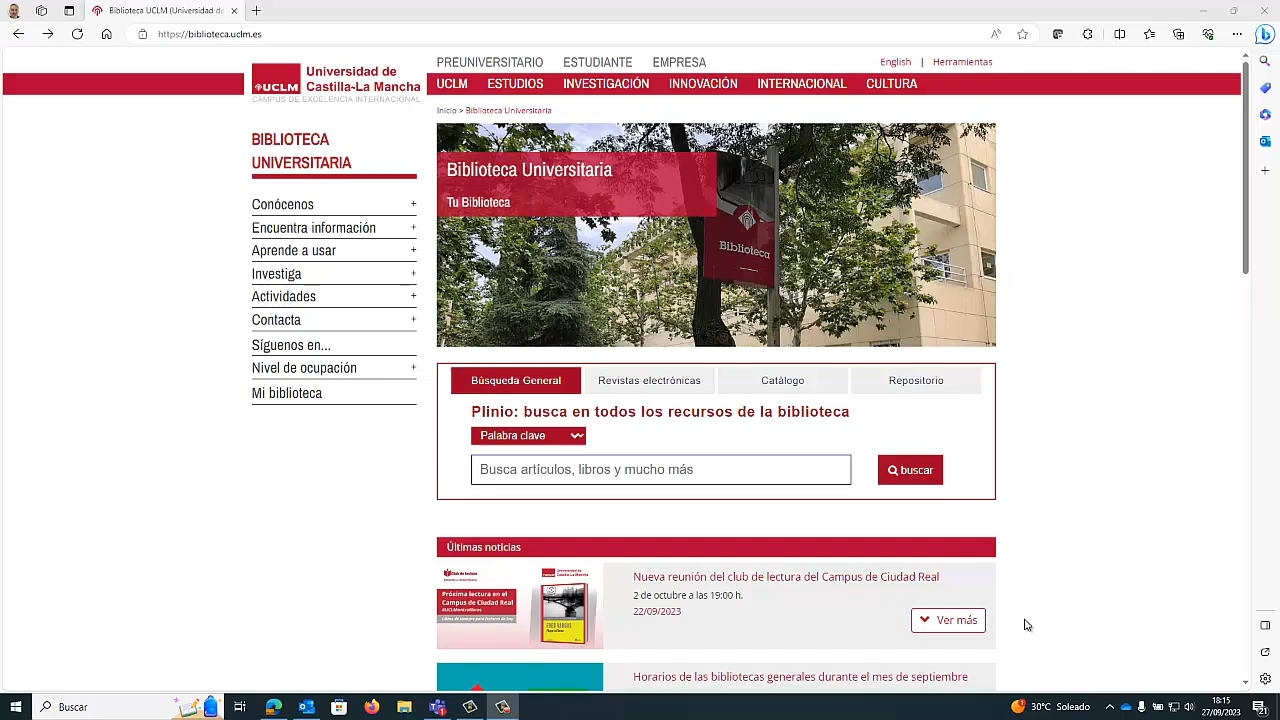 Biblioteca UCLM (Universidad de
https://biblioteca.uclm.es
UCLM
Universidad de
Castilla-La Mancha
CAMPUS DE EXCELENCIA INTERNACIONAL
PREUNIVERSITARIO ESTUDIANTE EMPRESA
English | Herramientas
UCLM ESTUDIOS INVESTIGACIÓN INNOVACIÓN INTERNACIONAL CULTURA
Inicio > Biblioteca Universitaria
BIBLIOTECA
UNIVERSITARIA
Conócenos +
Encuentra información +
Aprende a usar +
Investiga +
Actividades +
Contacta +
Síguenos en...
Nivel de ocupación +
Mi biblioteca
Biblioteca Universitaria
Tu Biblioteca
Biblioteca
Búsqueda General Revistas electrónicas Catálogo Repositorio
Plinio: busca en todos los recursos de la biblioteca
Palabra clave
Busca artículos, libros y mucho más
buscar
Últimas noticias
Club de lectura
Universidad de
Castilla-La Mancha
Próxima lectura en el
Campus de Ciudad Real
#UCLMentrelibros
FRED VARGAS
Nueva reunión del club de lectura del Campus de Ciudad Real
2 de octubre a las 19:00 h.
22/09/2023
Ver más
Horarios de las bibliotecas generales durante el mes de septiembre
Buscar
30°C Soleado
18:15
27/09/2023